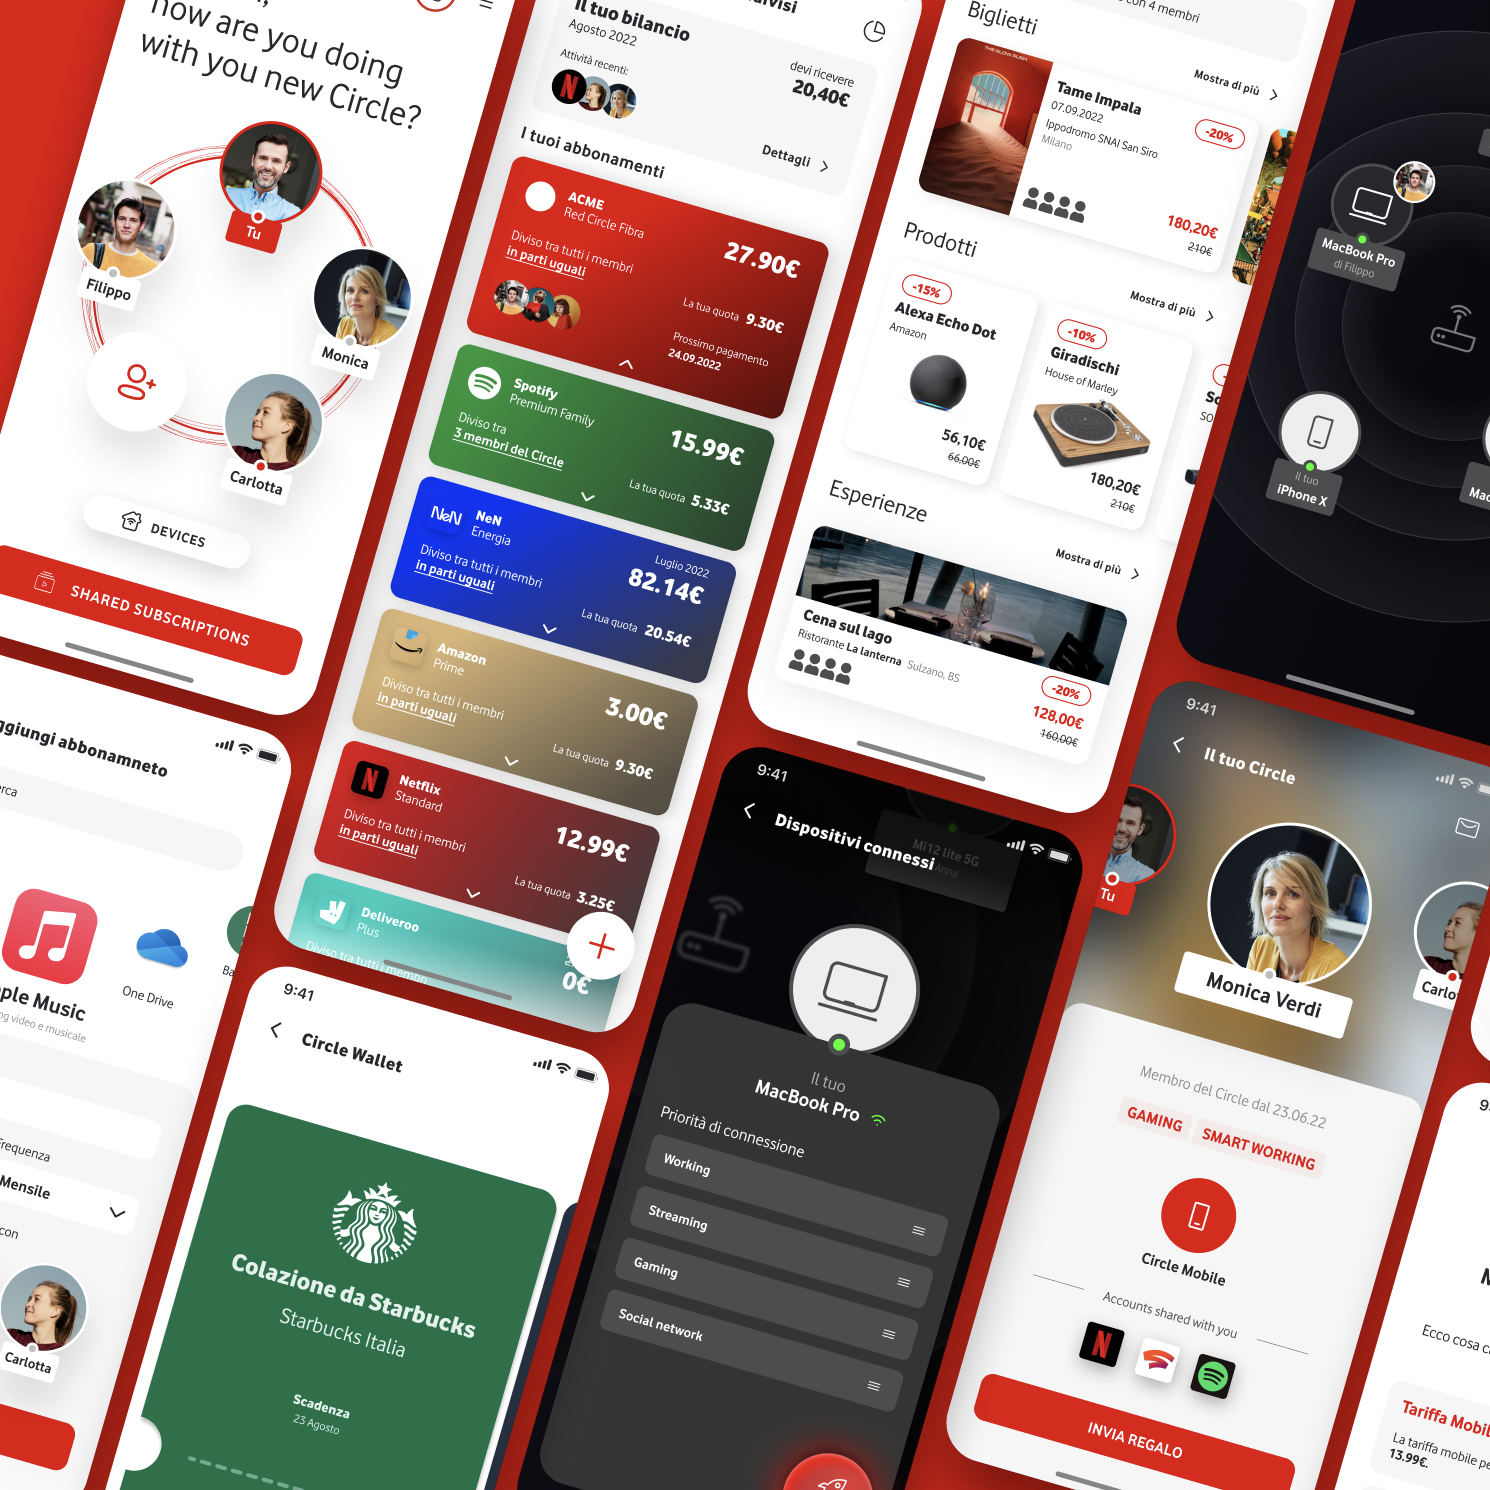 how are you doing
with you new Circle?
Tu
Filippo
Monica
Carlotta
DEVICES
SHARED SUBSCRIPTIONS
Il tuo bilancio
Agosto 2022
Attività recenti:
devi ricevere
20,40€
Dettagli
I tuoi abbonamenti
ACME
Red Circle Fibra
27.90€
Diviso tra tutti i membri
in parti uguali
La tua quota 9.30€
Prossimo pagamento
24.09.2022
Spotify
Premium Family
15.99€
Diviso tra
3 membri del Circle
La tua quota 5.33€
NeN
NeN
Energia
Luglio 2022
82.14€
Diviso tra tutti i membri
in parti uguali
La tua quota 20.54€
Amazon
Prime
3.00€
Diviso tra tutti i membri
in parti uguali
La tua quota 9.30€
Netflix
Standard
12.99€
Diviso tra tutti i membri
in parti uguali
La tua quota 3.25€
Deliveroo
Plus
Diviso tra tutti i membri
0€
con 4 membri
Biglietti
Mostra di più
THE SLOW RUSH
Tame Impala
07.09.2022
Ippodromo SNAI San Siro
Milano
-20%
180,20€
210€
Prodotti
Mostra di più
-15%
Alexa Echo Dot
Amazon
56,10€
66,00€
-10%
Giradischi
House of Marley
180,20€
210€
Esperienze
Mostra di più
Cena sul lago
Ristorante La lanterna Sulzano, BS
-20%
128,00€
160,00€
MacBook Pro
di Filippo
Il tuo
iPhone X
abbonamneto
One Drive
Music
video e musicale
Mensile
con
Carlotta
9:41
Circle Wallet
Colazione da Starbucks
Starbucks Italia
Scadenza
23 Agosto
9:41
Dispositivi connessi
Mi12 lite 5G
Anna
Il tuo
MacBook Pro
Priorità di connessione
Working
Streaming
Gaming
Social network
9:41
Il tuo Circle
Tu
Monica Verdi
Membro del Circle dal 23.06.22
GAMING
SMART WORKING
Circle Mobile
Accounts shared with you
INVIA REGALO
Ecco cosa
Tariffa
La tariffa mobile
13.99€.